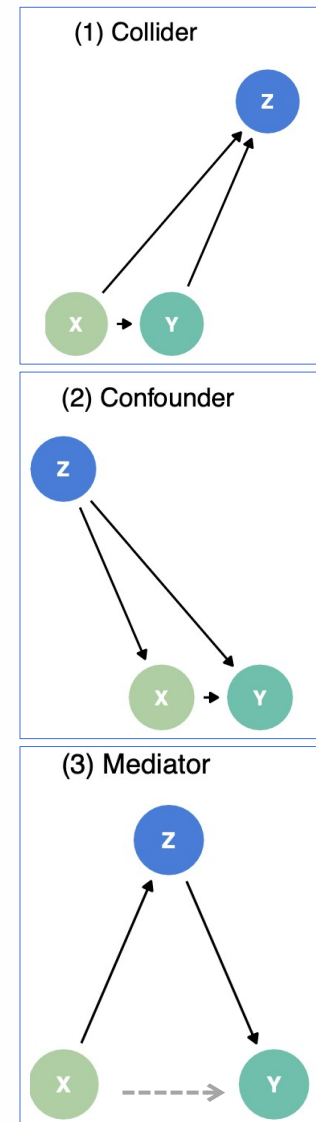 (1) Collider
Z
X
Y
(2) Confounder
Z
X
Y
(3) Mediator
Z
X
Y